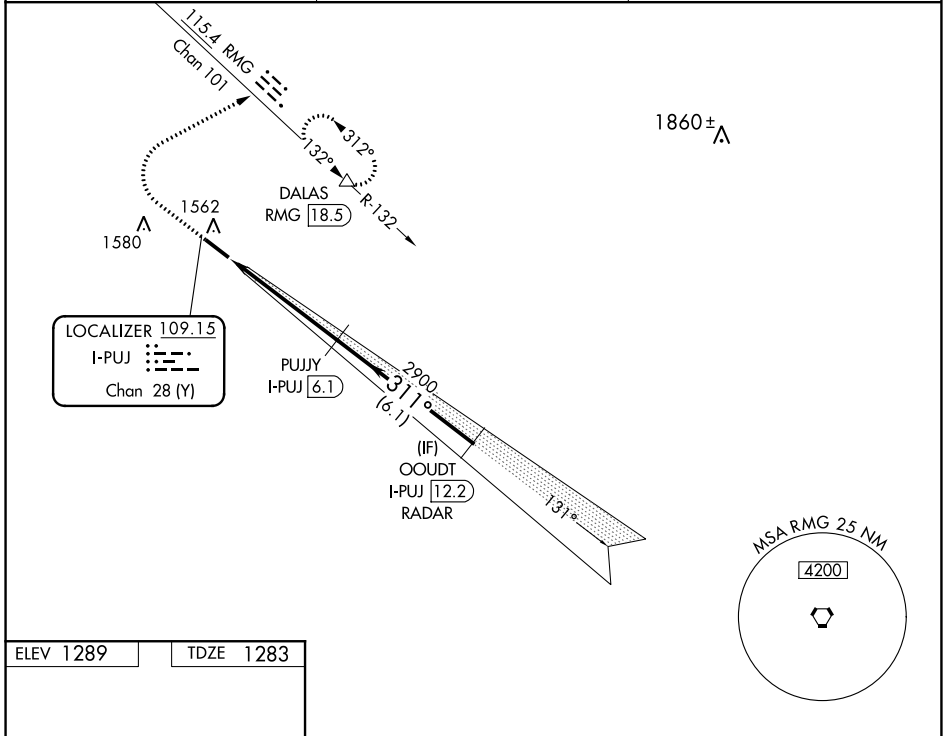 115.4 RMG
Chan 101
312°
132°
1860±
DALAS
RMG 18.5
R-132
1562
1580
LOCALIZER 109.15
I-PUJ
Chan 28 (Y)
PUJJY
I-PUJ 6.1
2900
311°
(6.1)
(IF)
OOUDT
I-PUJ 12.2
RADAR
131°
MSA RMG 25 NM
4200
ELEV 1289
TDZE 1283